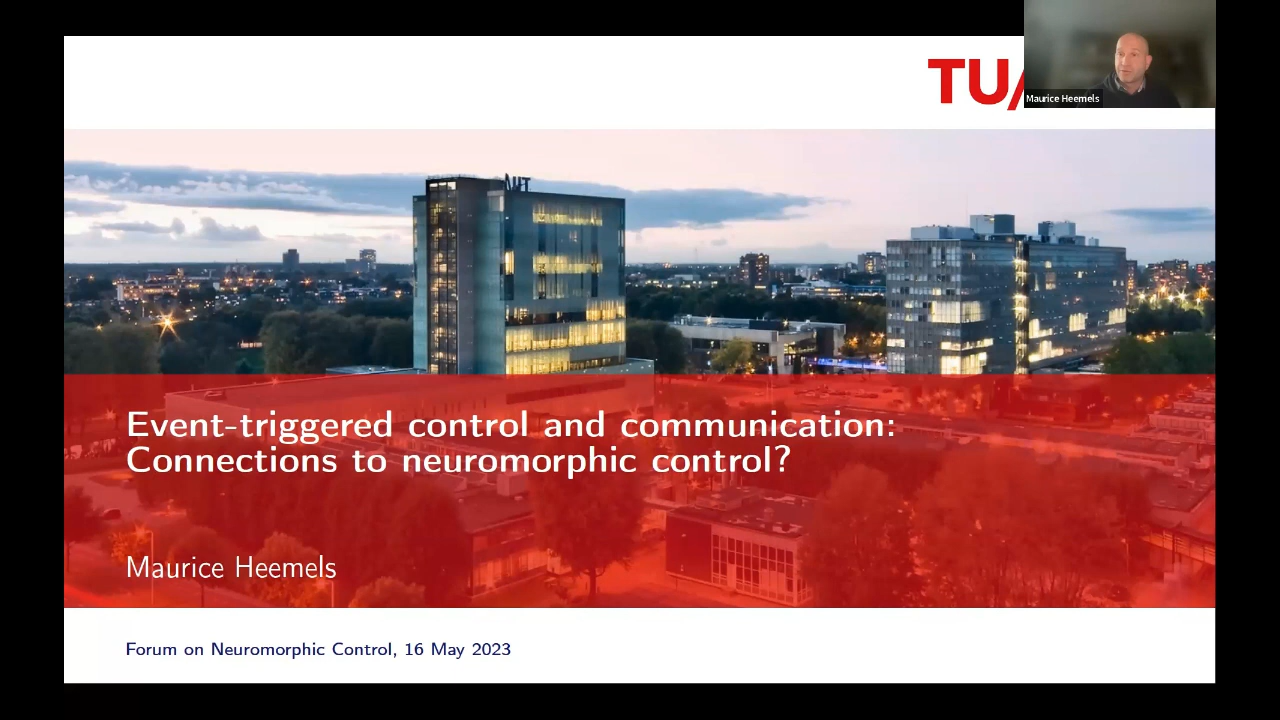 TU/
Maurice Heemels
Event-triggered control and communication:
Connections to neuromorphic control?
Maurice Heemels
Forum on Neuromorphic Control, 16 May 2023